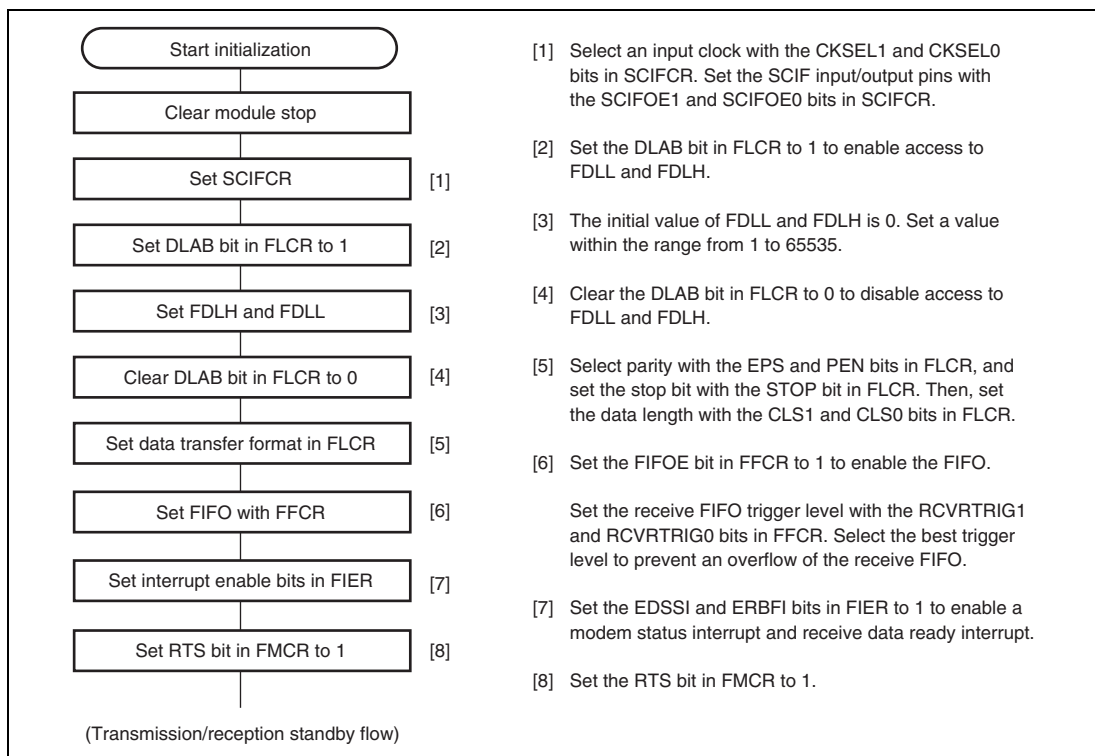 Start initialization
Clear module stop
Set SCIFCR [1]
Set DLAB bit in FLCR to 1 [2]
Set FDLH and FDLL [3]
Clear DLAB bit in FLCR to 0 [4]
Set data transfer format in FLCR [5]
Set FIFO with FFCR [6]
Set interrupt enable bits in FIER [7]
Set RTS bit in FMCR to 1 [8]
(Transmission/reception standby flow)
[1] Select an input clock with the CKSEL1 and CKSEL0
bits in SCIFCR. Set the SCIF input/output pins with
the SCIFOE1 and SCIFOE0 bits in SCIFCR.
[2] Set the DLAB bit in FLCR to 1 to enable access to
FDLL and FDLH.
[3] The initial value of FDLL and FDLH is 0. Set a value
within the range from 1 to 65535.
[4] Clear the DLAB bit in FLCR to 0 to disable access to
FDLL and FDLH.
[5] Select parity with the EPS and PEN bits in FLCR, and
set the stop bit with the STOP bit in FLCR. Then, set
the data length with the CLS1 and CLS0 bits in FLCR.
[6] Set the FIFOE bit in FFCR to 1 to enable the FIFO.
Set the receive FIFO trigger level with the RCVRTRIG1
and RCVRTRIG0 bits in FFCR. Select the best trigger
level to prevent an overflow of the receive FIFO.
[7] Set the EDSSI and ERBFI bits in FIER to 1 to enable a
modem status interrupt and receive data ready interrupt.
[8] Set the RTS bit in FMCR to 1.